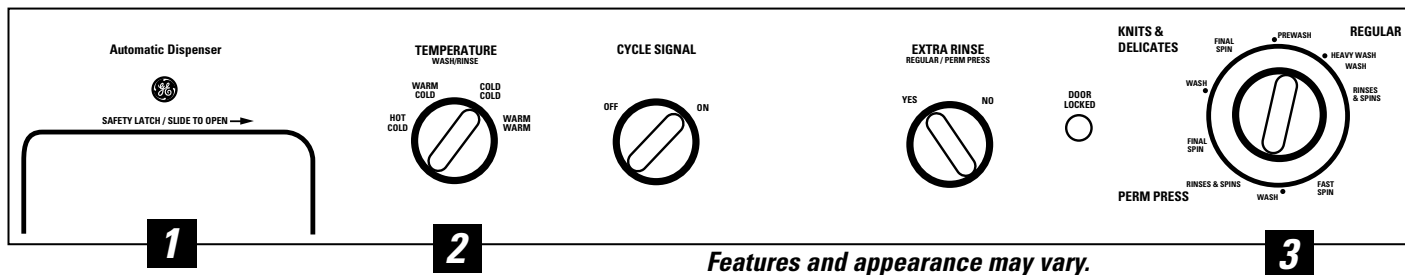 Automatic Dispenser
GE
SAFETY LATCH / SLIDE TO OPEN
1
TEMPERATURE
WASH/RINSE
HOT
COLD
WARM
COLD
COLD
COLD
WARM
WARM
2
CYCLE SIGNAL
OFF
ON
EXTRA RINSE
REGULAR / PERM PRESS
YES
NO
DOOR
LOCKED
KNITS &
DELICATES
REGULAR
PERM PRESS
PREWASH
HEAVY WASH
WASH
RINSES
& SPINS
FAST
SPIN
WASH
RINSES & SPINS
FINAL
SPIN
WASH
FINAL
SPIN
3
Features and appearance may vary.